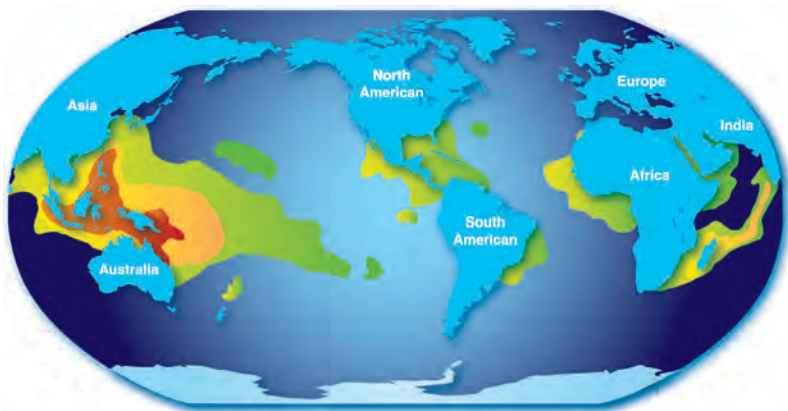 North
American
Europe
Asia
India
Africa
South
American
Australia